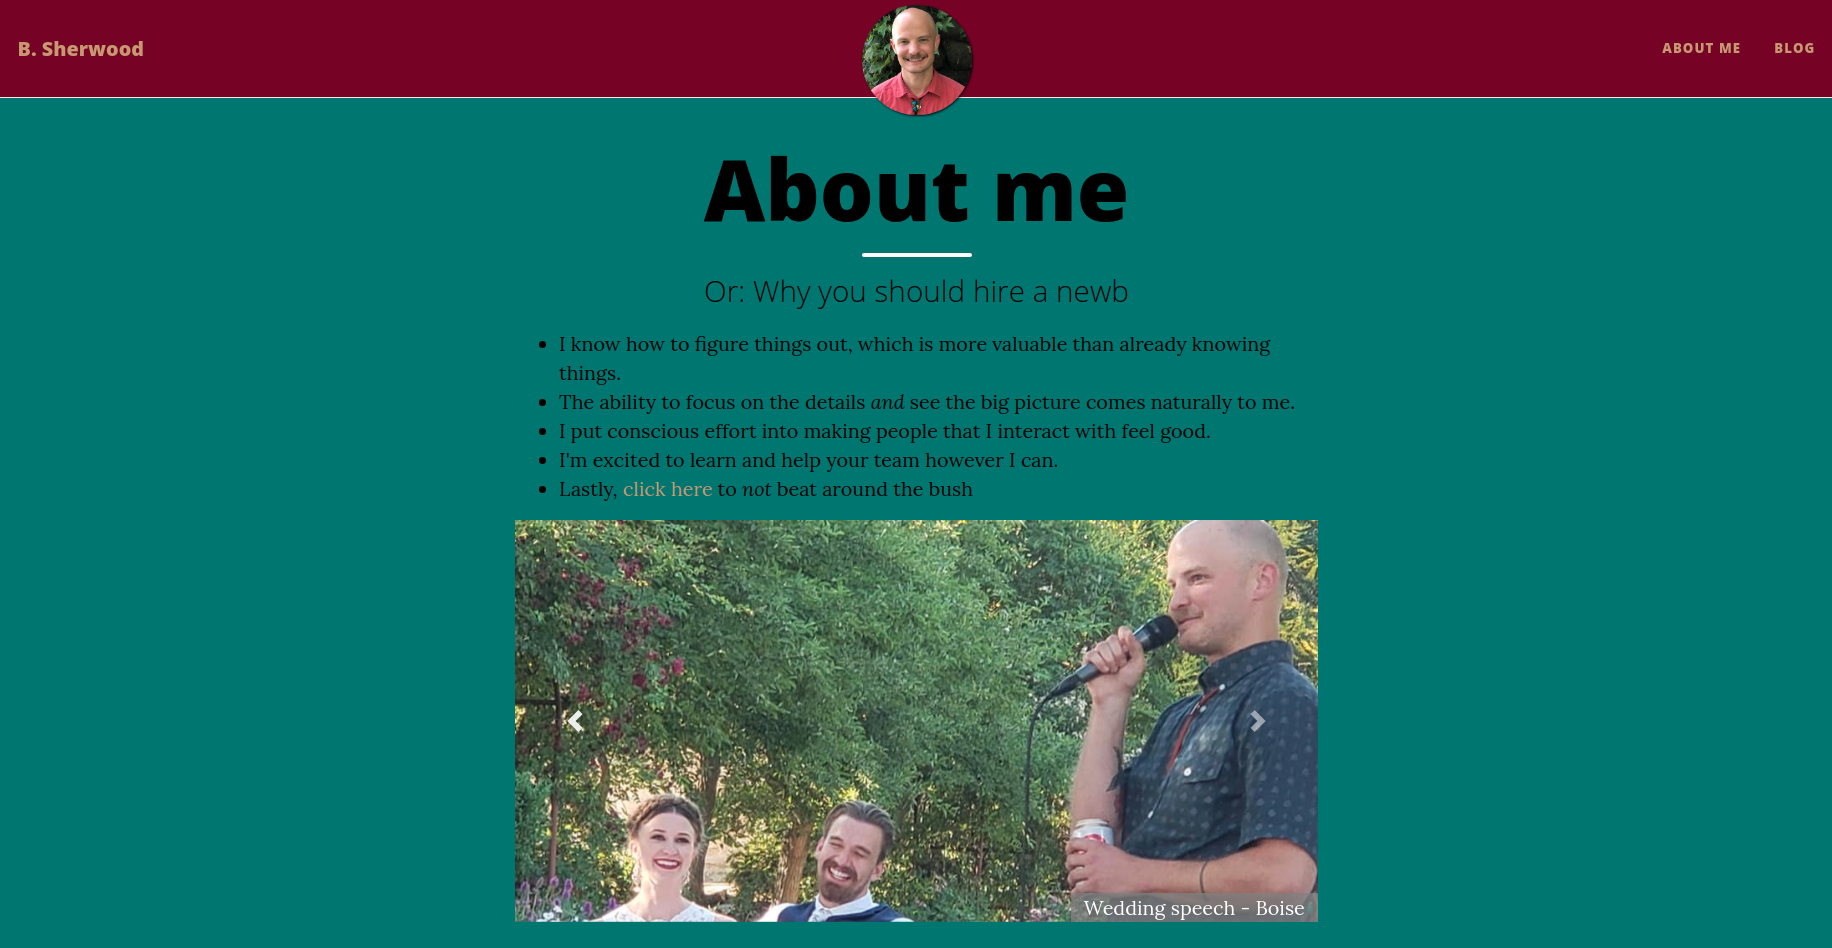 B. Sherwood
ABOUT ME
BLOG
About me
Or: Why you should hire a newb
I know how to figure things out, which is more valuable than already knowing
things.
The ability to focus on the details and see the big picture comes naturally to me.
I put conscious effort into making people that I interact with feel good.
I'm excited to learn and help your team however I can.
Lastly, click here to not beat around the bush
Wedding speech - Boise